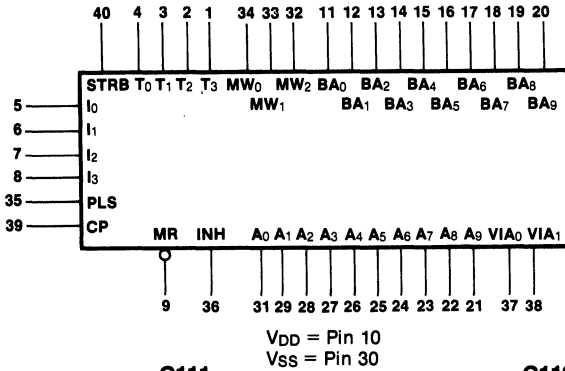 40 4 3 2 1 34 33 32 11 12 13 14 15 16 17 18 19 20
STRB T0 T1 T2 T3 MW0 MW2 BA0 BA2 BA4 BA6 BA8
MW1 BA1 BA3 BA5 BA7 BA9
5 I0
6 I1
7 I2
8 I3
35 PLS
39 CP
MR INH A0 A1 A2 A3 A4 A5 A6 A7 A8 A9 VIA0 VIA1
9 36 31 29 28 27 26 25 24 23 22 21 37 38
VDD = Pin 10
VSS = Pin 30